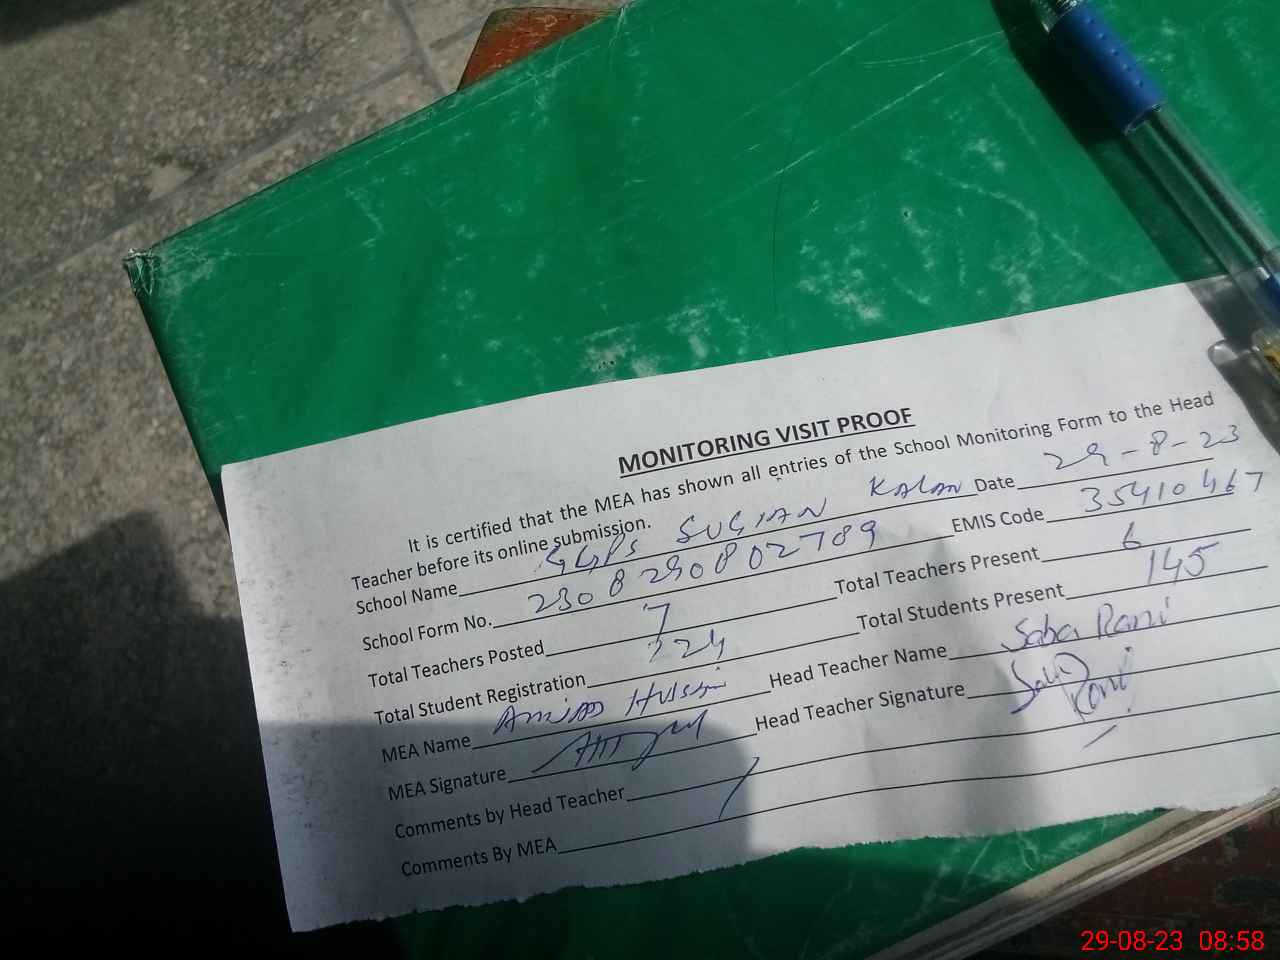 MONITORING VISIT PROOF
It is certified that the MEA has shown all entries of the School Monitoring Form to the Head
Teacher before its online submission.
School Name GGPS SUGIAN KALAN Date 29-8-23
School Form No. 2308290802789 EMIS Code 35410467
Total Teachers Posted 7 Total Teachers Present 6
Total Student Registration 224 Total Students Present 145
MEA Name Amjad Hussain Head Teacher Name Saba Rani
MEA Signature Head Teacher Signature Saba Rani
Comments by Head Teacher
Comments By MEA
29-08-23 08:58